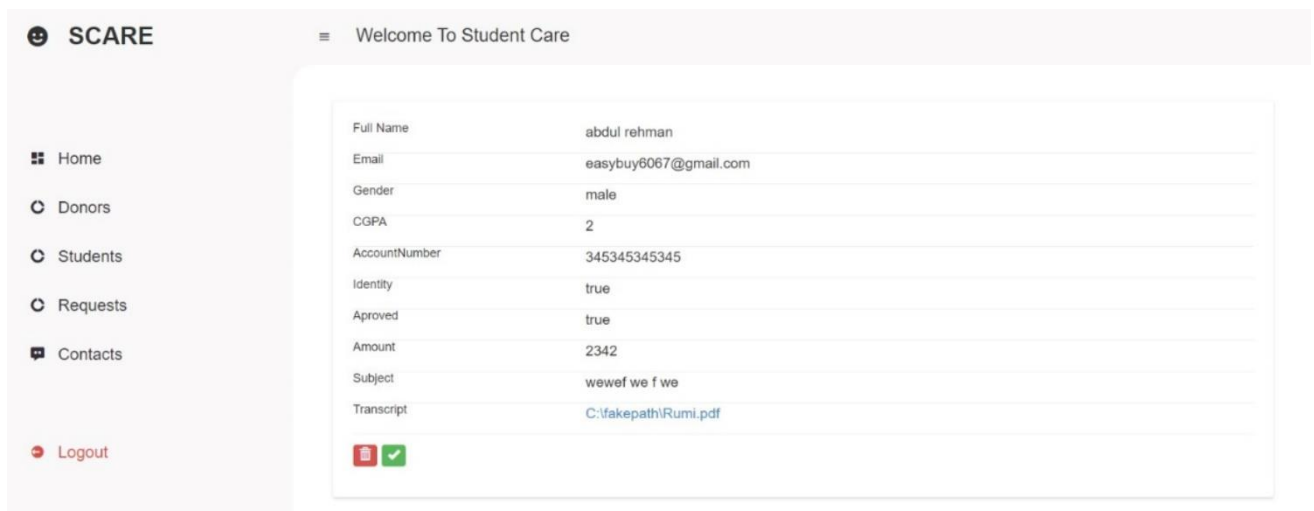 SCARE
Welcome To Student Care
Home
Donors
Students
Requests
Contacts
Logout
Full Name abdul rehman
Email easybuy6067@gmail.com
Gender male
CGPA 2
AccountNumber 345345345345
Identity true
Aproved true
Amount 2342
Subject wewef we f we
Transcript C:\fakepath\Rumi.pdf